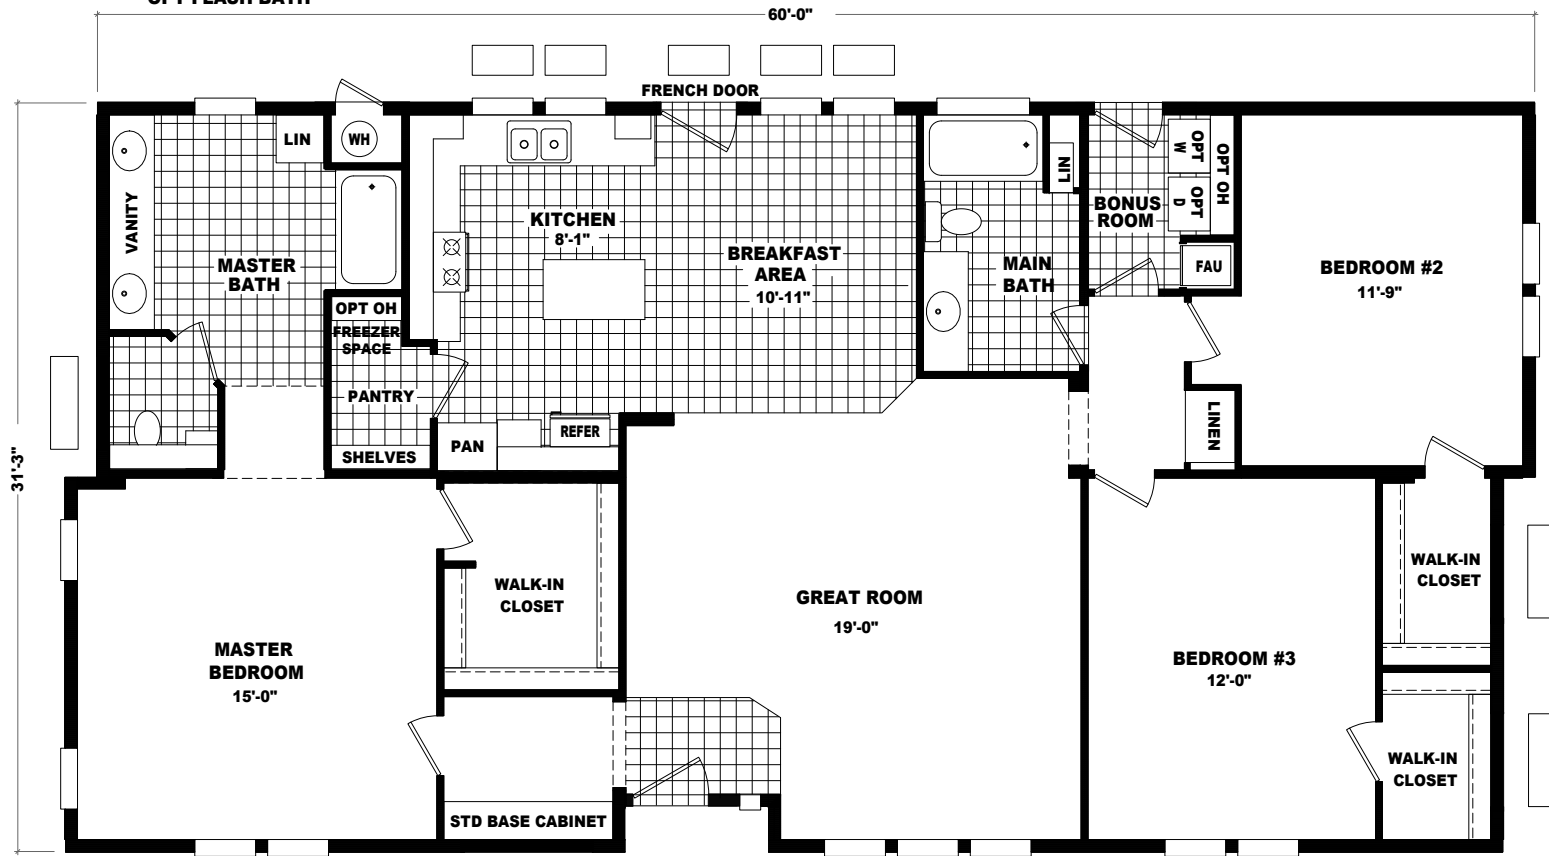 60'-0"
FRENCH DOOR
LIN
WH
VANITY
MASTER
BATH
OPT OH
FREEZER
SPACE
PANTRY
SHELVES
KITCHEN
8'-1"
BREAKFAST
AREA
10'-11"
PAN
REFER
LIN
MAIN
BATH
BONUS
ROOM
OPT
W
OPT
D
OPT OH
FAU
BEDROOM #2
11'-9"
LINEN
31'-3"
MASTER
BEDROOM
15'-0"
WALK-IN
CLOSET
STD BASE CABINET
GREAT ROOM
19'-0"
BEDROOM #3
12'-0"
WALK-IN
CLOSET
WALK-IN
CLOSET